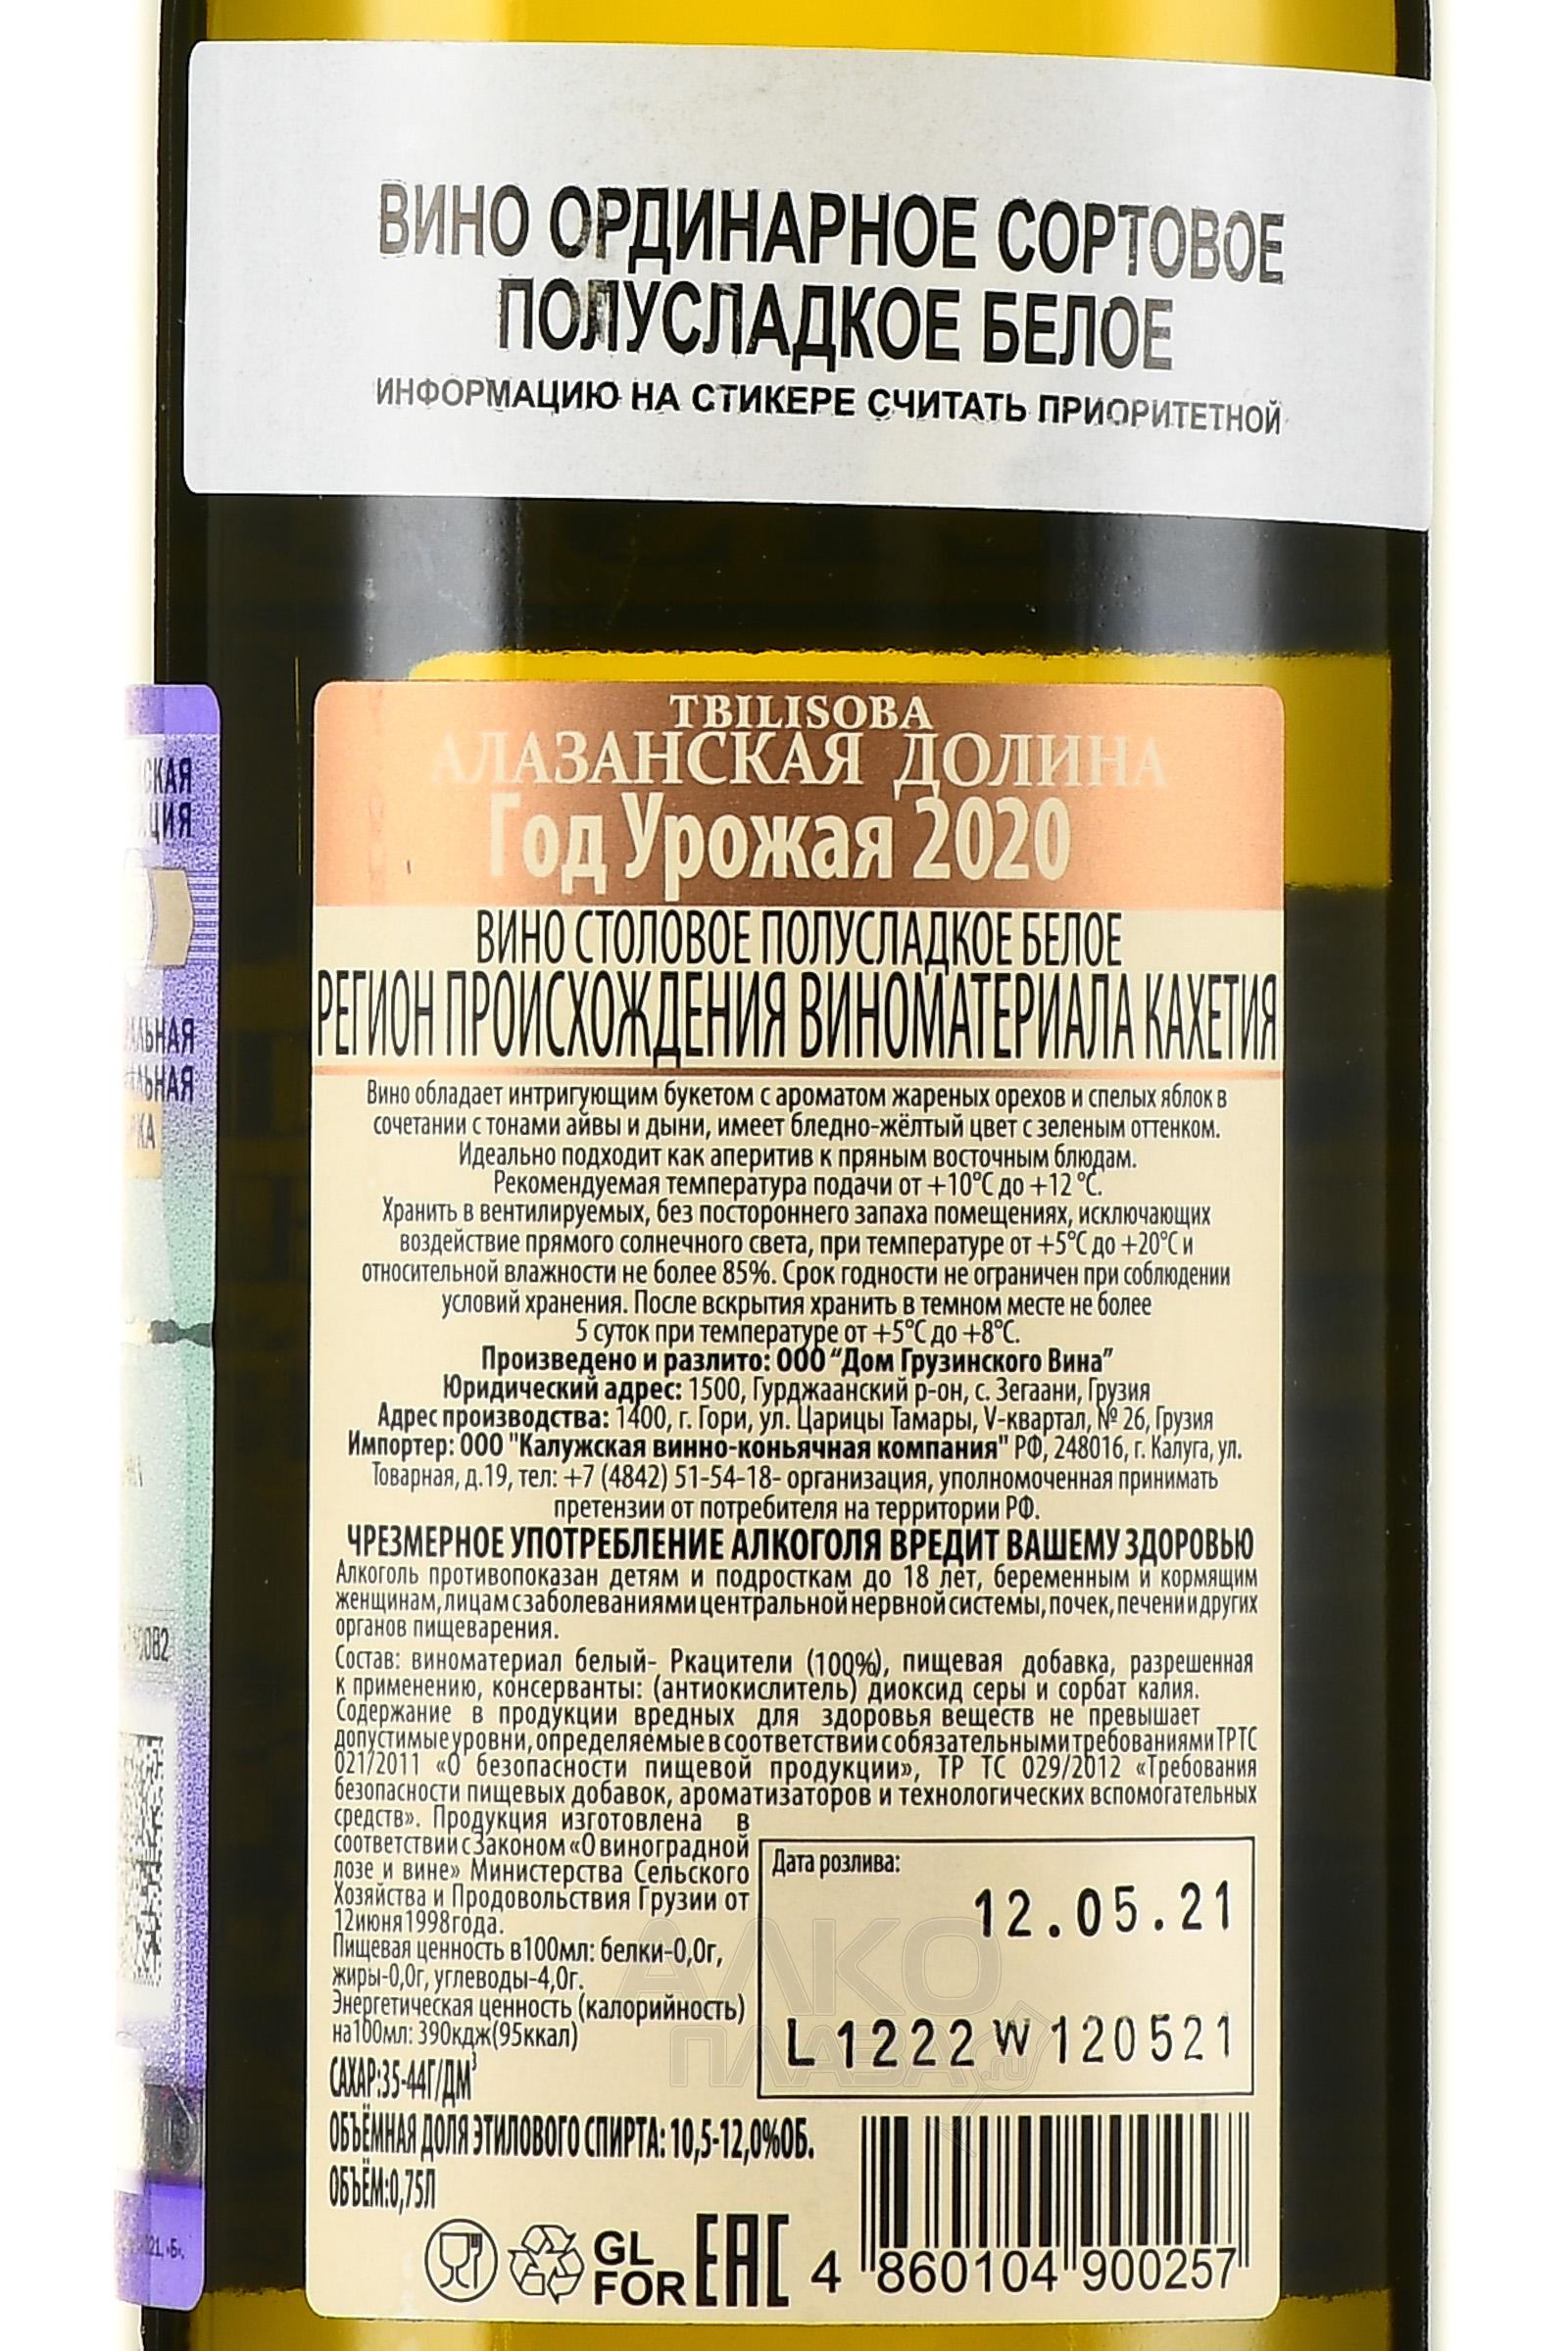 ВИНО ОРДИНАРНОЕ СОРТОВОЕ
ПОЛУСЛАДКОЕ БЕЛОЕ
ИНФОРМАЦИЮ НА СТИКЕРЕ СЧИТАТЬ ПРИОРИТЕТНОЙ
TBILISOBA
АЛАЗАНСКАЯ ДОЛИНА
Год Урожая 2020
ВИНО СТОЛОВОЕ ПОЛУСЛАДКОЕ БЕЛОЕ
РЕГИОН ПРОИСХОЖДЕНИЯ ВИНОМАТЕРИАЛА КАХЕТИЯ
Вино обладает интригующим букетом с ароматом жареных орехов и спелых яблок в
сочетании с тонами айвы и дыни, имеет бледно-жёлтый цвет с зеленым оттенком.
Идеально подходит как аперитив к пряным восточным блюдам.
Рекомендуемая температура подачи от +10°С до +12 °С.
Хранить в вентилируемых, без постороннего запаха помещениях, исключающих
воздействие прямого солнечного света, при температуре от +5°С до +20°С и
относительной влажности не более 85%. Срок годности не ограничен при соблюдении
условий хранения. После вскрытия хранить в темном месте не более
5 суток при температуре от +5°С до +8°С.
Произведено и разлито: ООО “Дом Грузинского Вина”
Юридический адрес: 1500, Гурджаанский р-он, с. Зегаани, Грузия
Адрес производства: 1400, г. Гори, ул. Царицы Тамары, V-квартал, № 26, Грузия
Импортер: ООО "Калужская винно-коньячная компания" РФ, 248016, г. Калуга, ул.
Товарная, д.19, тел: +7 (4842) 51-54-18- организация, уполномоченная принимать
претензии от потребителя на территории РФ.
ЧРЕЗМЕРНОЕ УПОТРЕБЛЕНИЕ АЛКОГОЛЯ ВРЕДИТ ВАШЕМУ ЗДОРОВЬЮ
Алкоголь противопоказан детям и подросткам до 18 лет, беременным и кормящим
женщинам, лицам с заболеваниями центральной нервной системы, почек, печени и других
органов пищеварения.
Состав: виноматериал белый- Ркацители (100%), пищевая добавка, разрешенная
к применению, консерванты: (антиокислитель) диоксид серы и сорбат калия.
Содержание в продукции вредных для здоровья веществ не превышает
допустимые уровни, определяемые в соответствии с обязательными требованиями ТР ТС
021/2011 «О безопасности пищевой продукции», ТР ТС 029/2012 «Требования
безопасности пищевых добавок, ароматизаторов и технологических вспомогательных
средств». Продукция изготовлена в
соответствии с Законом «О виноградной
лозе и вине» Министерства Сельского
Хозяйства и Продовольствия Грузии от
12 июня 1998 года.
Пищевая ценность в 100мл: белки-0,0г,
жиры-0,0г, углеводы-4,0г.
Энергетическая ценность (калорийность)
на 100мл: 390кдж(95ккал)
САХАР:35-44Г/ДМ³
ОБЪЁМНАЯ ДОЛЯ ЭТИЛОВОГО СПИРТА: 10,5-12,0%ОБ.
ОБЪЁМ:0,75Л
Дата розлива:
12.05.21
L1222 W 120521
АЛКО
ПЛАЗА.ru
GL
FOR
EAC
4 860104 900257